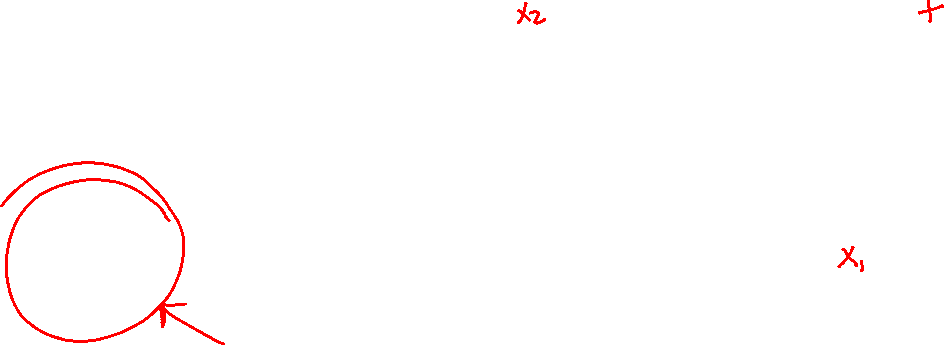 x₂ +
x₁